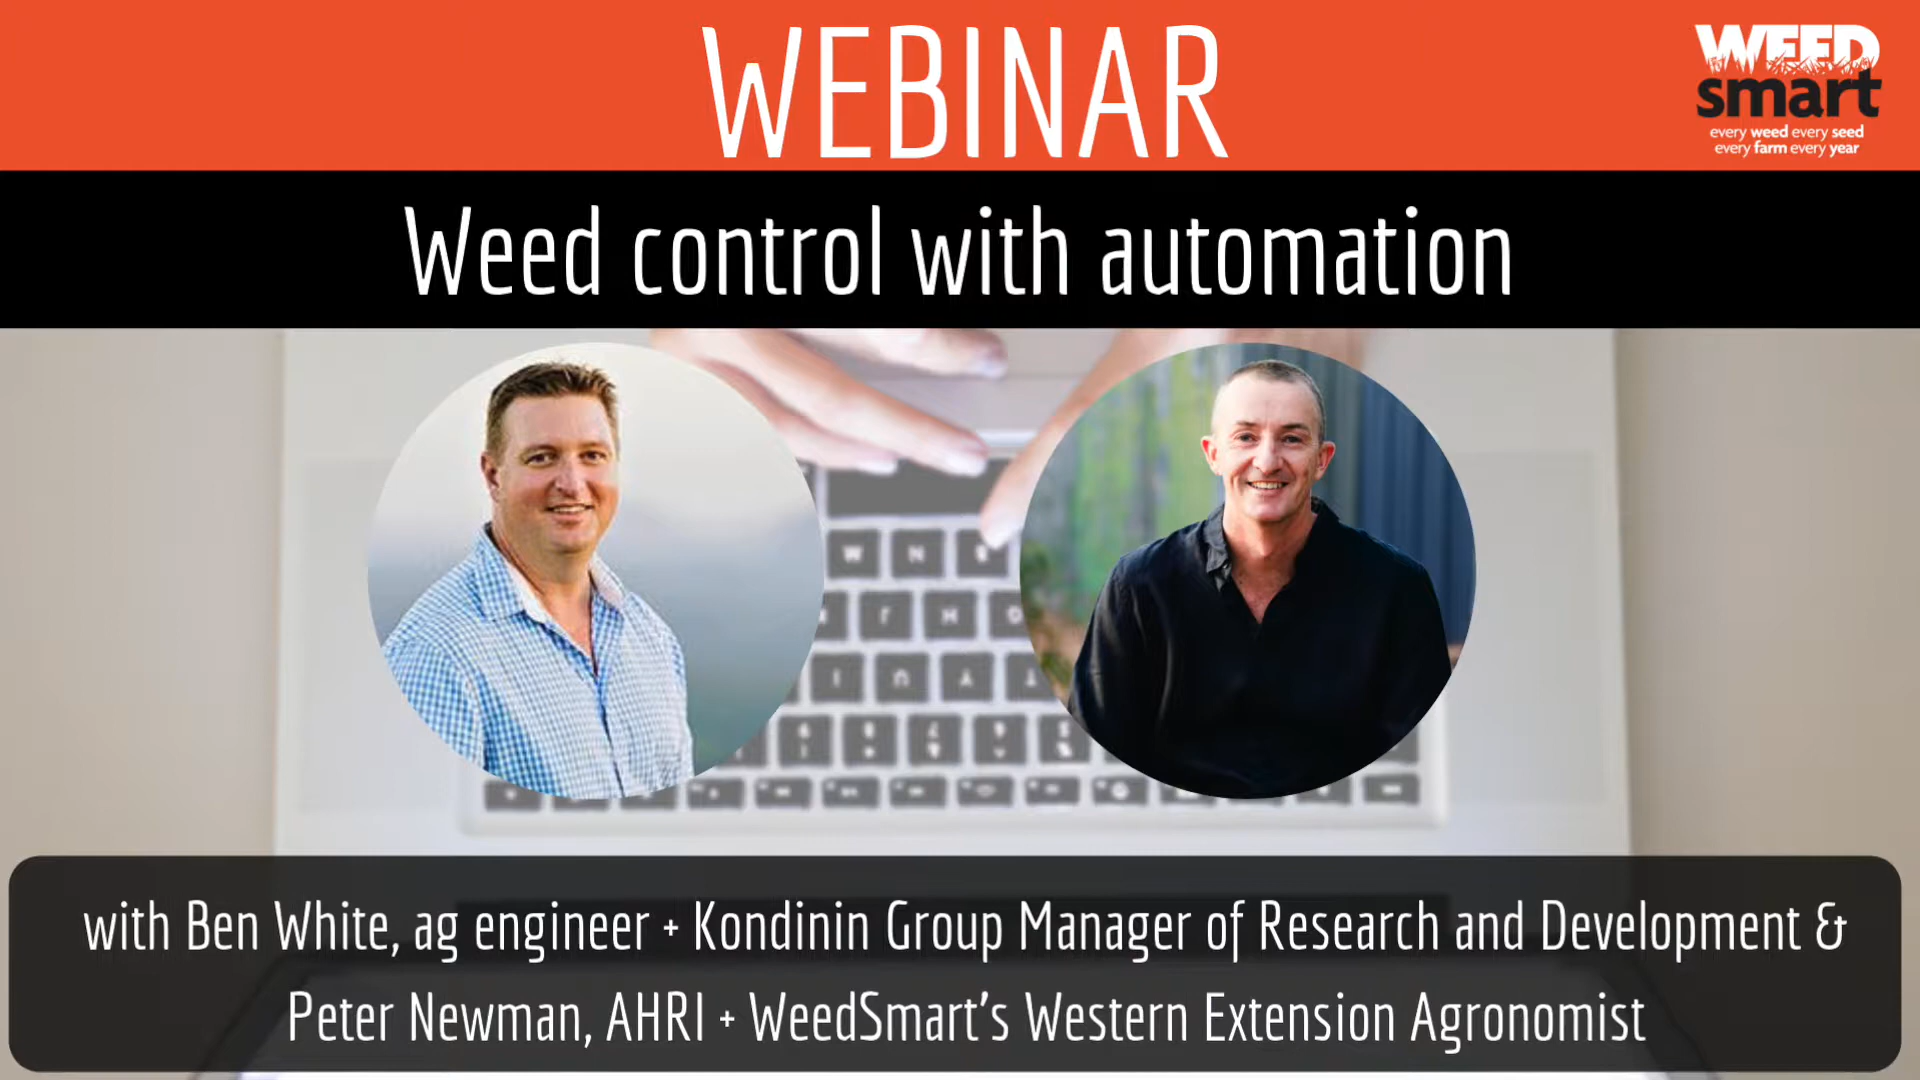 WEBINAR
WEED
smart
every weed every seed
every farm every year
Weed control with automation
with Ben White, ag engineer + Kondinin Group Manager of Research and Development &
Peter Newman, AHRI + WeedSmart's Western Extension Agronomist